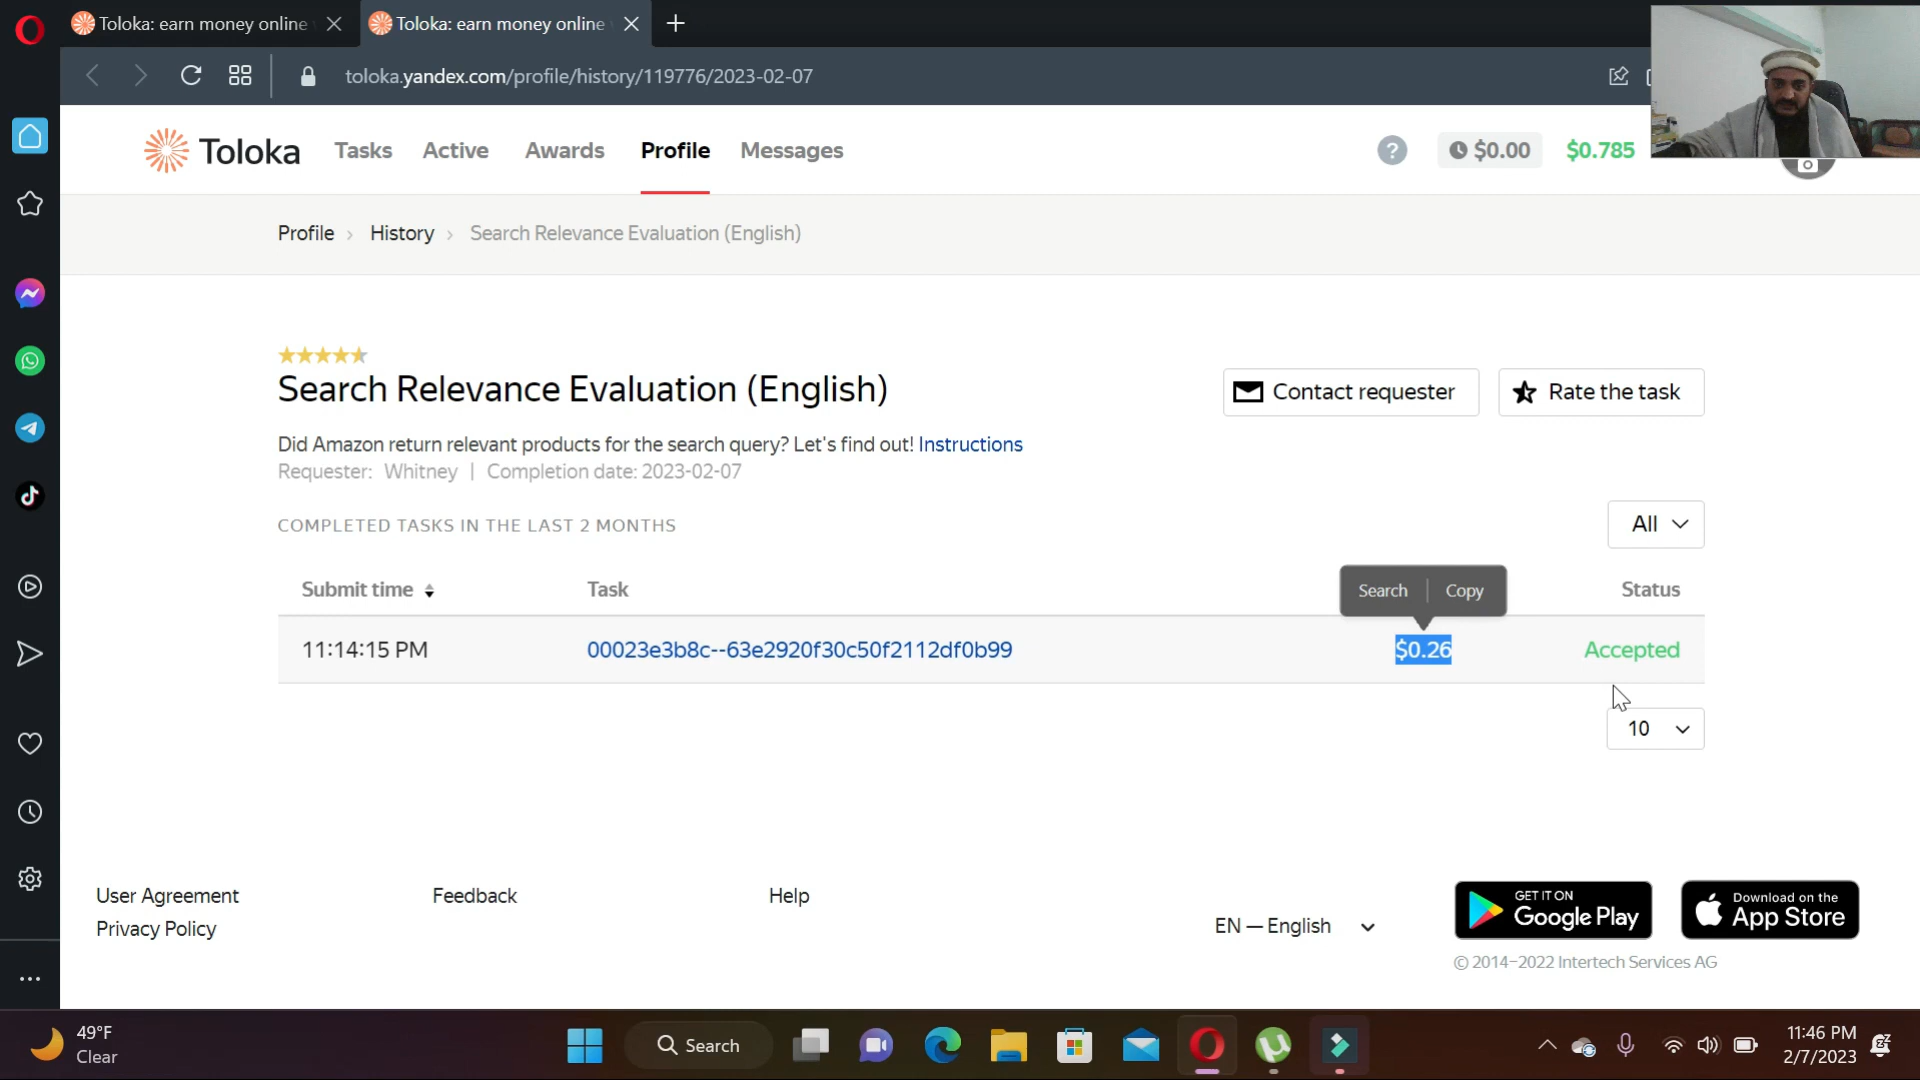 Toloka: earn money online
Toloka: earn money online
toloka.yandex.com/profile/history/119776/2023-02-07
Toloka
Tasks
Active
Awards
Profile
Messages
?
$0.00
$0.785
Profile
History
Search Relevance Evaluation (English)
Search Relevance Evaluation (English)
Contact requester
Rate the task
Did Amazon return relevant products for the search query? Let's find out! Instructions
Requester: Whitney | Completion date: 2023-02-07
COMPLETED TASKS IN THE LAST 2 MONTHS
All
Search
Copy
Submit time
Task
Status
11:14:15 PM
00023e3b8c--63e2920f30c50f2112df0b99
$0.26
Accepted
10
User Agreement
Feedback
Help
Privacy Policy
EN — English
GET IT ON
Google Play
Download on the
App Store
© 2014–2022 Intertech Services AG
49°F
Clear
Search
11:46 PM
2/7/2023